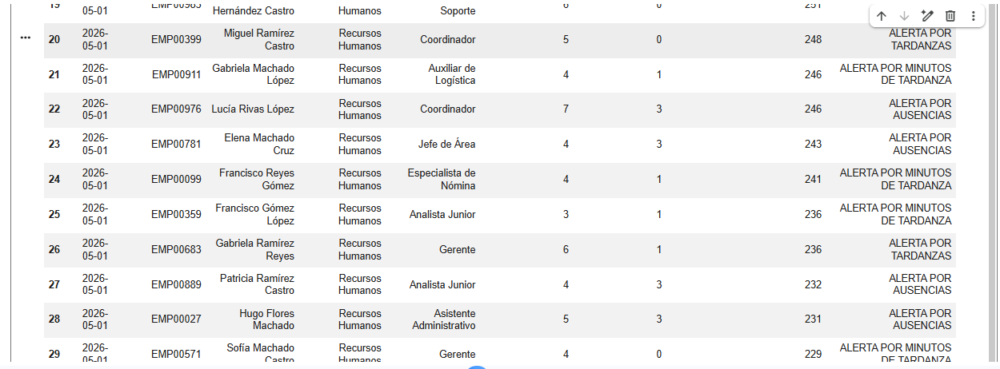 Hernández Castro Humanos Soporte
05-01
20 2026-05-01 EMP00399 Miguel Ramírez Castro Recursos Humanos Coordinador 5 0 248 ALERTA POR TARDANZAS
21 2026-05-01 EMP00911 Gabriela Machado López Recursos Humanos Auxiliar de Logística 4 1 246 ALERTA POR MINUTOS DE TARDANZA
22 2026-05-01 EMP00976 Lucía Rivas López Recursos Humanos Coordinador 7 3 246 ALERTA POR AUSENCIAS
23 2026-05-01 EMP00781 Elena Machado Cruz Recursos Humanos Jefe de Área 4 3 243 ALERTA POR AUSENCIAS
24 2026-05-01 EMP00099 Francisco Reyes Gómez Recursos Humanos Especialista de Nómina 4 1 241 ALERTA POR MINUTOS DE TARDANZA
25 2026-05-01 EMP00359 Francisco Gómez López Recursos Humanos Analista Junior 3 1 236 ALERTA POR MINUTOS DE TARDANZA
26 2026-05-01 EMP00683 Gabriela Ramírez Reyes Recursos Humanos Gerente 6 1 236 ALERTA POR TARDANZAS
27 2026-05-01 EMP00889 Patricia Ramírez Castro Recursos Humanos Analista Junior 4 3 232 ALERTA POR AUSENCIAS
28 2026-05-01 EMP00027 Hugo Flores Machado Recursos Humanos Asistente Administrativo 5 3 231 ALERTA POR AUSENCIAS
29 2026-05-01 EMP00571 Sofía Machado Castro Recursos Humanos Gerente 4 0 229 ALERTA POR MINUTOS DE TARDANZA